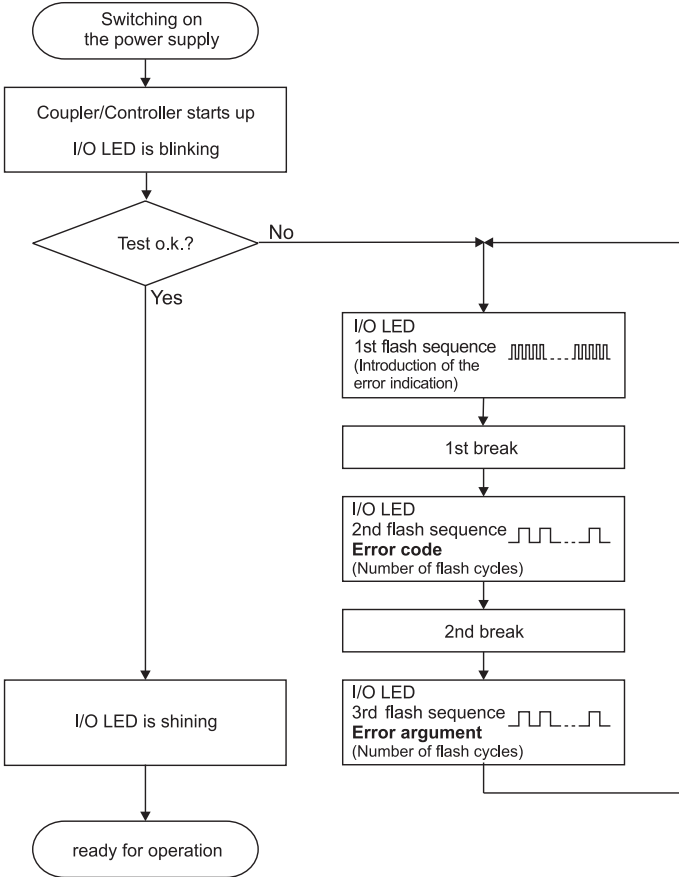 Switching on
the power supply
Coupler/Controller starts up
I/O LED is blinking
Test o.k.?
No
Yes
I/O LED
1st flash sequence
(Introduction of the
error indication)
1st break
I/O LED
2nd flash sequence
Error code
(Number of flash cycles)
2nd break
I/O LED
3rd flash sequence
Error argument
(Number of flash cycles)
I/O LED is shining
ready for operation